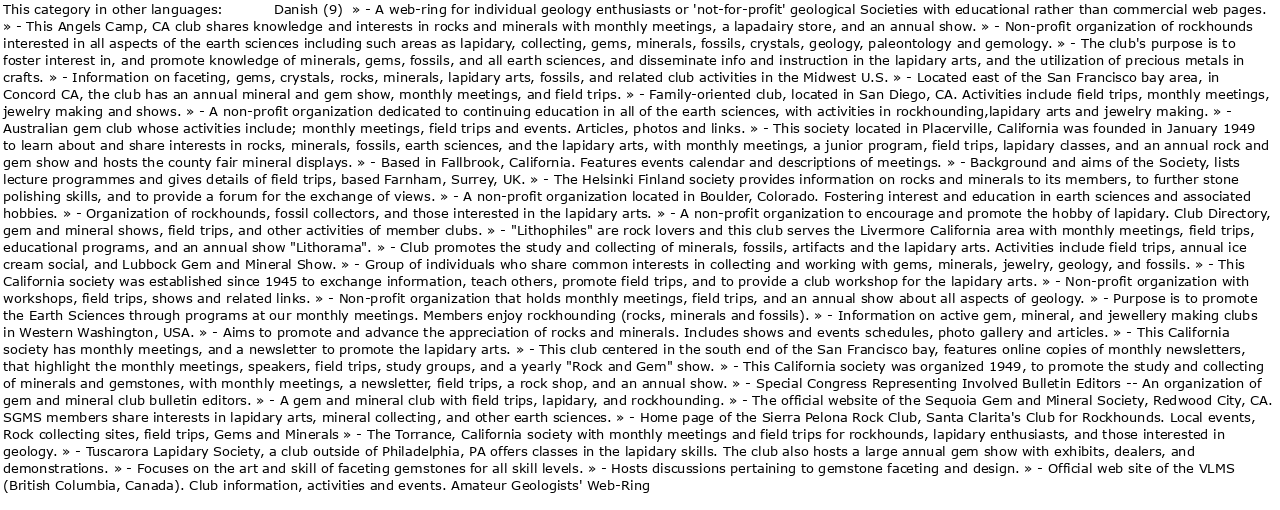 This category in other languages: Danish (9) » - A web-ring for individual geology enthusiasts or 'not-for-profit' geological Societies with educational rather than commercial web pages.
» - This Angels Camp, CA club shares knowledge and interests in rocks and minerals with monthly meetings, a lapadairy store, and an annual show. » - Non-profit organization of rockhounds
interested in all aspects of the earth sciences including such areas as lapidary, collecting, gems, minerals, fossils, crystals, geology, paleontology and gemology. » - The club's purpose is to
foster interest in, and promote knowledge of minerals, gems, fossils, and all earth sciences, and disseminate info and instruction in the lapidary arts, and the utilization of precious metals in
crafts. » - Information on faceting, gems, crystals, rocks, minerals, lapidary arts, fossils, and related club activities in the Midwest U.S. » - Located east of the San Francisco bay area, in
Concord CA, the club has an annual mineral and gem show, monthly meetings, and field trips. » - Family-oriented club, located in San Diego, CA. Activities include field trips, monthly meetings,
jewelry making and shows. » - A non-profit organization dedicated to continuing education in all of the earth sciences, with activities in rockhounding,lapidary arts and jewelry making. » -
Australian gem club whose activities include; monthly meetings, field trips and events. Articles, photos and links. » - This society located in Placerville, California was founded in January 1949
to learn about and share interests in rocks, minerals, fossils, earth sciences, and the lapidary arts, with monthly meetings, a junior program, field trips, lapidary classes, and an annual rock and
gem show and hosts the county fair mineral displays. » - Based in Fallbrook, California. Features events calendar and descriptions of meetings. » - Background and aims of the Society, lists
lecture programmes and gives details of field trips, based Farnham, Surrey, UK. » - The Helsinki Finland society provides information on rocks and minerals to its members, to further stone
polishing skills, and to provide a forum for the exchange of views. » - A non-profit organization located in Boulder, Colorado. Fostering interest and education in earth sciences and associated
hobbies. » - Organization of rockhounds, fossil collectors, and those interested in the lapidary arts. » - A non-profit organization to encourage and promote the hobby of lapidary. Club Directory,
gem and mineral shows, field trips, and other activities of member clubs. » - "Lithophiles" are rock lovers and this club serves the Livermore California area with monthly meetings, field trips,
educational programs, and an annual show "Lithorama". » - Club promotes the study and collecting of minerals, fossils, artifacts and the lapidary arts. Activities include field trips, annual ice
cream social, and Lubbock Gem and Mineral Show. » - Group of individuals who share common interests in collecting and working with gems, minerals, jewelry, geology, and fossils. » - This
California society was established since 1945 to exchange information, teach others, promote field trips, and to provide a club workshop for the lapidary arts. » - Non-profit organization with
workshops, field trips, shows and related links. » - Non-profit organization that holds monthly meetings, field trips, and an annual show about all aspects of geology. » - Purpose is to promote
the Earth Sciences through programs at our monthly meetings. Members enjoy rockhounding (rocks, minerals and fossils). » - Information on active gem, mineral, and jewellery making clubs
in Western Washington, USA. » - Aims to promote and advance the appreciation of rocks and minerals. Includes shows and events schedules, photo gallery and articles. » - This California
society has monthly meetings, and a newsletter to promote the lapidary arts. » - This club centered in the south end of the San Francisco bay, features online copies of monthly newsletters,
that highlight the monthly meetings, speakers, field trips, study groups, and a yearly "Rock and Gem" show. » - This California society was organized 1949, to promote the study and collecting
of minerals and gemstones, with monthly meetings, a newsletter, field trips, a rock shop, and an annual show. » - Special Congress Representing Involved Bulletin Editors -- An organization of
gem and mineral club bulletin editors. » - A gem and mineral club with field trips, lapidary, and rockhounding. » - The official website of the Sequoia Gem and Mineral Society, Redwood City, CA.
SGMS members share interests in lapidary arts, mineral collecting, and other earth sciences. » - Home page of the Sierra Pelona Rock Club, Santa Clarita's Club for Rockhounds. Local events,
Rock collecting sites, field trips, Gems and Minerals » - The Torrance, California society with monthly meetings and field trips for rockhounds, lapidary enthusiasts, and those interested in
geology. » - Tuscarora Lapidary Society, a club outside of Philadelphia, PA offers classes in the lapidary skills. The club also hosts a large annual gem show with exhibits, dealers, and
demonstrations. » - Focuses on the art and skill of faceting gemstones for all skill levels. » - Hosts discussions pertaining to gemstone faceting and design. » - Official web site of the VLMS
(British Columbia, Canada). Club information, activities and events. Amateur Geologists' Web-Ring